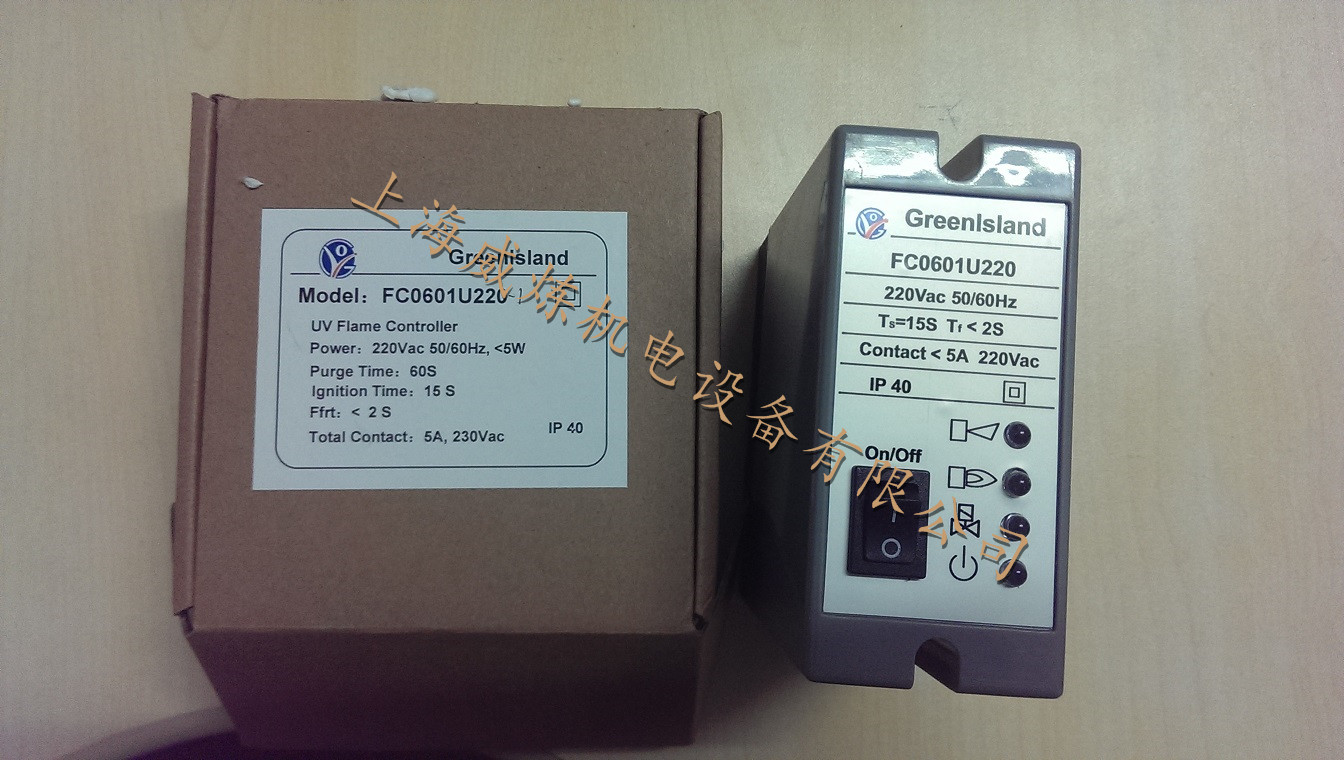 GreenIsland
Model：FC0601U220
UV Flame Controller
Power：220Vac 50/60Hz, <5W
Purge Time：60S
Ignition Time：15 S
Ffrt：< 2 S
Total Contact：5A, 230Vac
IP 40
上海威炼机电设备有限公司
GreenIsland
FC0601U220
220Vac 50/60Hz
Ts=15S Tf < 2S
Contact < 5A 220Vac
IP 40
On/Off